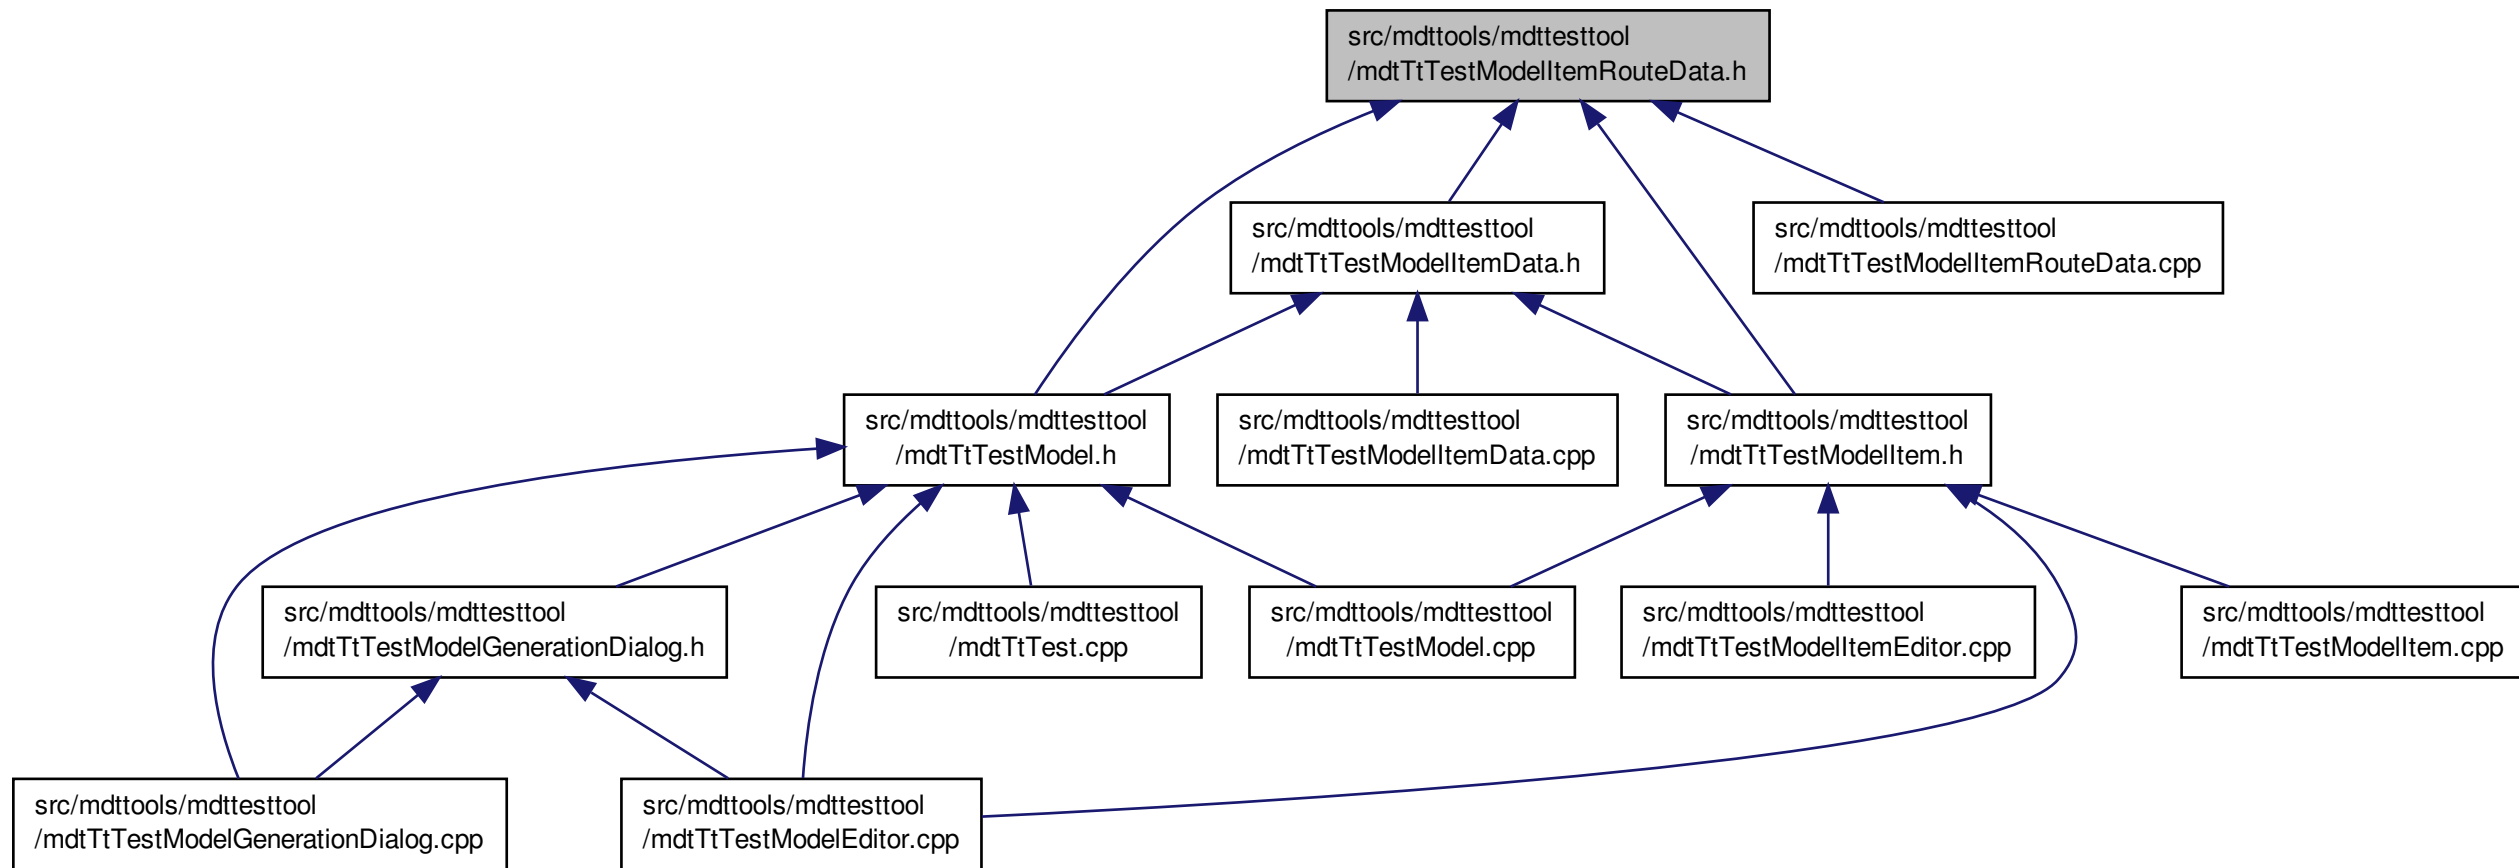 src/mdttools/mdttesttool
/mdtTtTestModelItemRouteData.h
src/mdttools/mdttesttool
/mdtTtTestModelItemData.h
src/mdttools/mdttesttool
/mdtTtTestModelItemRouteData.cpp
src/mdttools/mdttesttool
/mdtTtTestModel.h
src/mdttools/mdttesttool
/mdtTtTestModelItemData.cpp
src/mdttools/mdttesttool
/mdtTtTestModelItem.h
src/mdttools/mdttesttool
/mdtTtTestModelGenerationDialog.h
src/mdttools/mdttesttool
/mdtTtTest.cpp
src/mdttools/mdttesttool
/mdtTtTestModel.cpp
src/mdttools/mdttesttool
/mdtTtTestModelItemEditor.cpp
src/mdttools/mdttesttool
/mdtTtTestModelItem.cpp
src/mdttools/mdttesttool
/mdtTtTestModelGenerationDialog.cpp
src/mdttools/mdttesttool
/mdtTtTestModelEditor.cpp